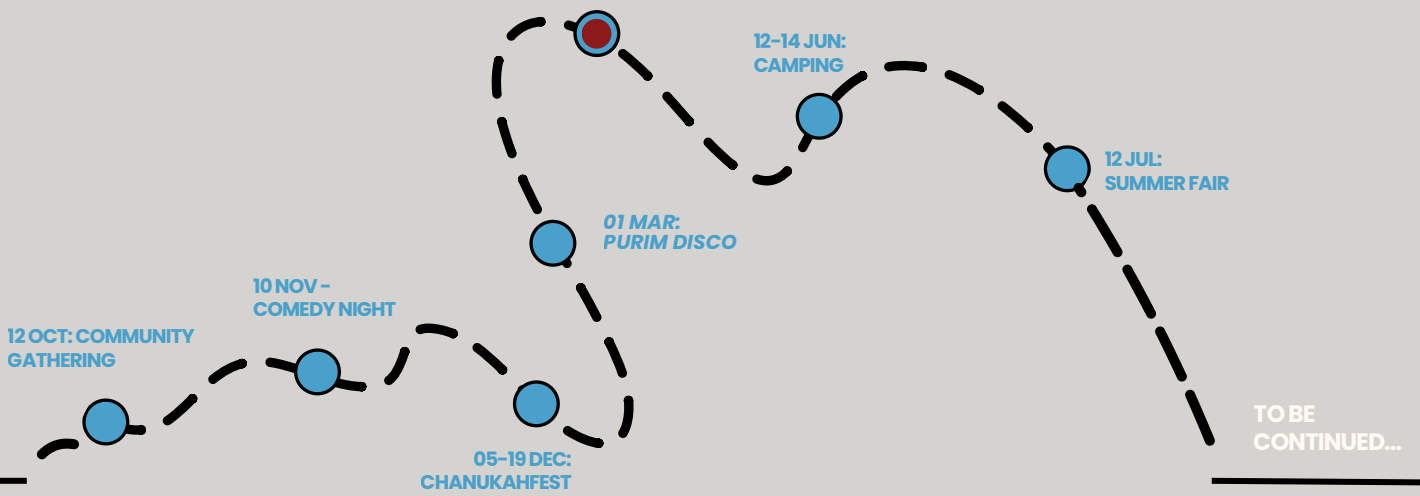 12 OCT: COMMUNITY
GATHERING
10 NOV -
COMEDY NIGHT
05-19 DEC:
CHANUKAHFEST
01 MAR:
PURIM DISCO
12-14 JUN:
CAMPING
12 JUL:
SUMMER FAIR
TO BE
CONTINUED...